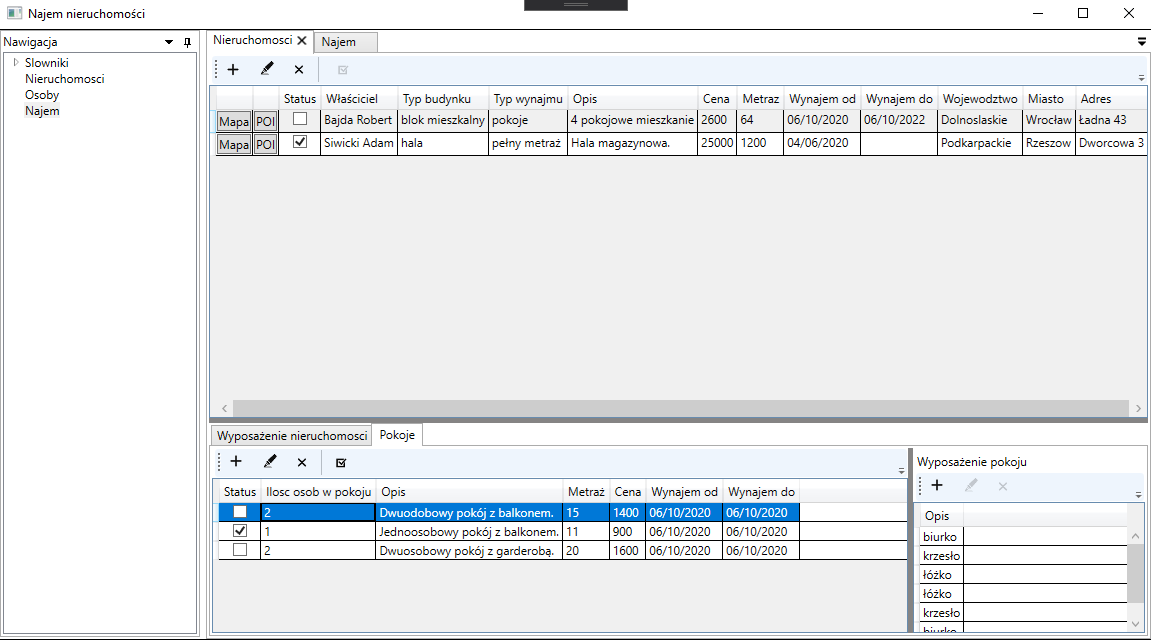 Najem nieruchomości
Nawigacja
Slowniki
Nieruchomosci
Osoby
Najem
Nieruchomosci Najem
Status Właściciel Typ budynku Typ wynajmu Opis Cena Metraz Wynajem od Wynajem do Wojewodztwo Miasto Adres
Mapa POI Bajda Robert blok mieszkalny pokoje 4 pokojowe mieszkanie 2600 64 06/10/2020 06/10/2022 Dolnoslaskie Wrocław Ładna 43
Mapa POI Siwicki Adam hala pełny metraż Hala magazynowa. 25000 1200 04/06/2020 Podkarpackie Rzeszow Dworcowa 3
Wyposażenie nieruchomosci Pokoje
Status Ilosc osob w pokoju Opis Metraż Cena Wynajem od Wynajem do
2 Dwuodobowy pokój z balkonem. 15 1400 06/10/2020 06/10/2020
1 Jednoosobowy pokój z balkonem. 11 900 06/10/2020 06/10/2020
2 Dwuosobowy pokój z garderobą. 20 1600 06/10/2020 06/10/2020
Wyposażenie pokoju
Opis
biurko
krzesło
łóżko
łóżko
krzesło
biurko